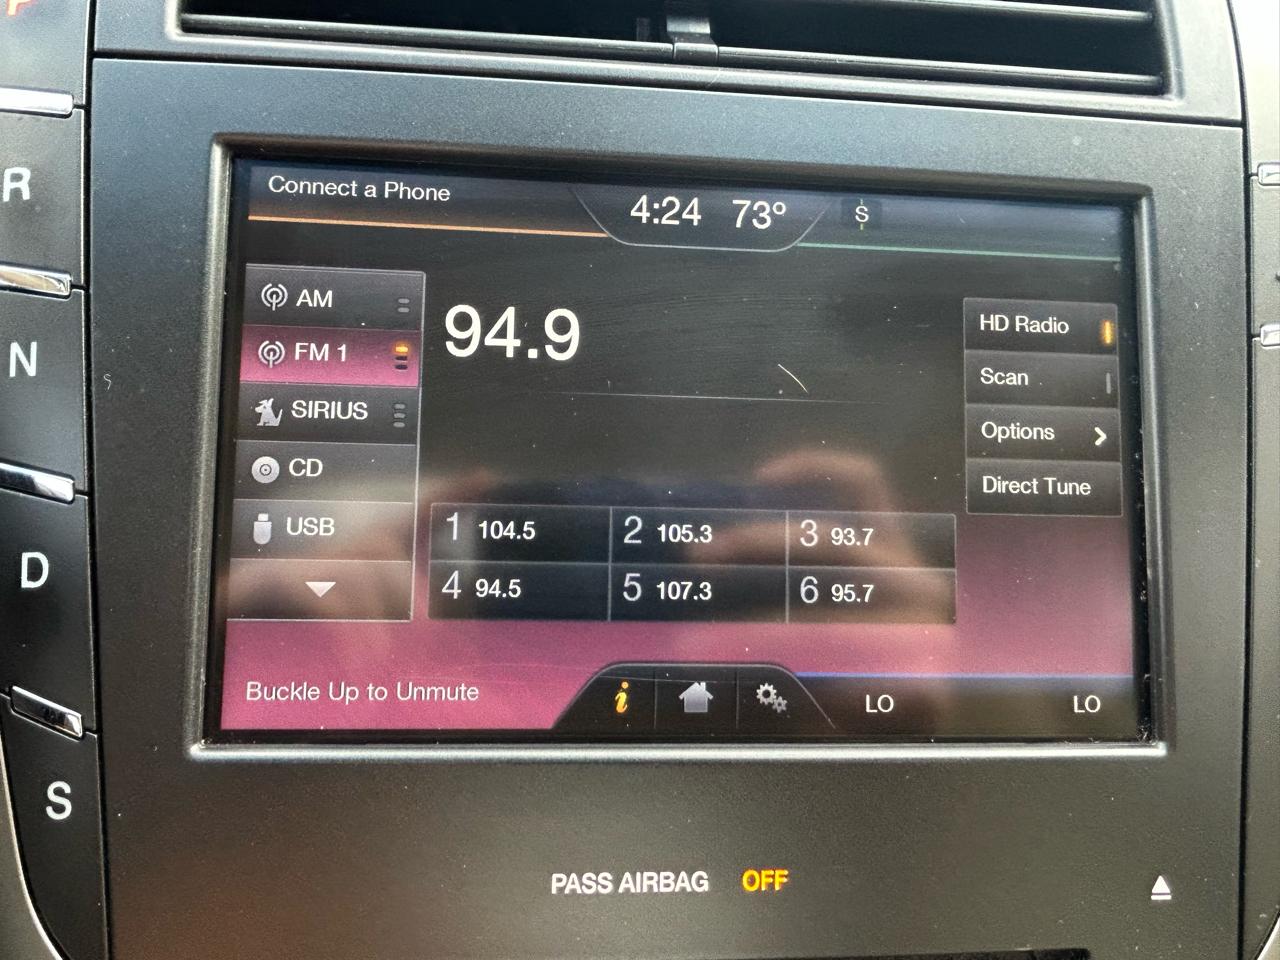 P
R
N
D
S
Connect a Phone
4:24 73° S
AM
FM 1
SIRIUS
CD
USB
94.9
HD Radio
Scan
Options
Direct Tune
1 104.5 2 105.3 3 93.7
4 94.5 5 107.3 6 95.7
Buckle Up to Unmute
i
LO LO
PASS AIRBAG OFF